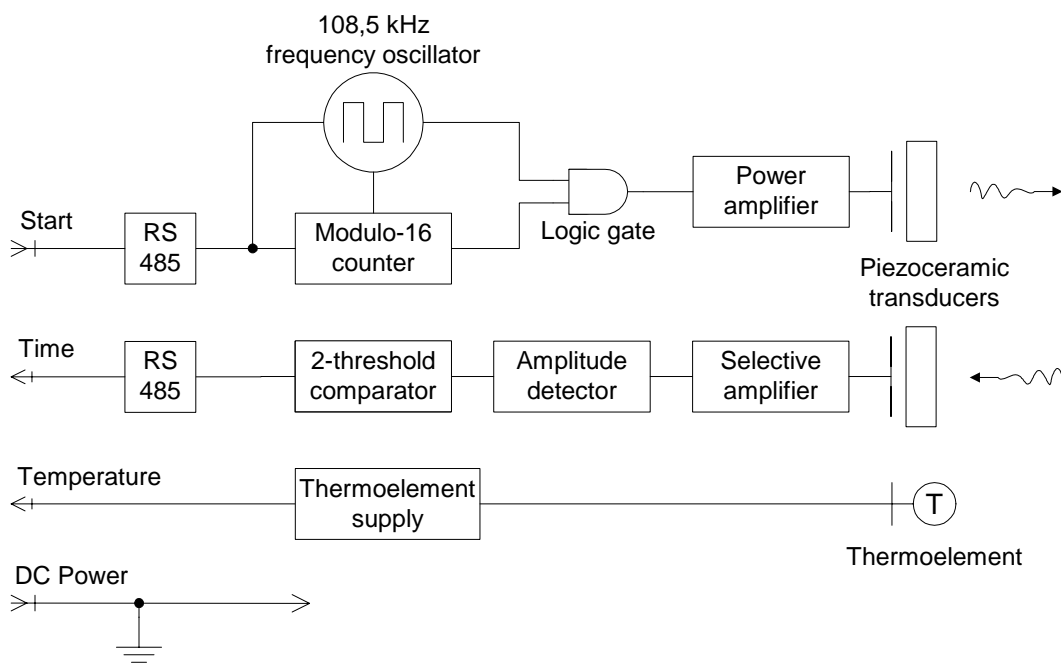 108,5 kHz
frequency oscillator
Start
RS
485
Modulo-16
counter
Logic gate
Power
amplifier
Piezoceramic
transducers
Time
RS
485
2-threshold
comparator
Amplitude
detector
Selective
amplifier
Temperature
Thermoelement
supply
T
Thermoelement
DC Power